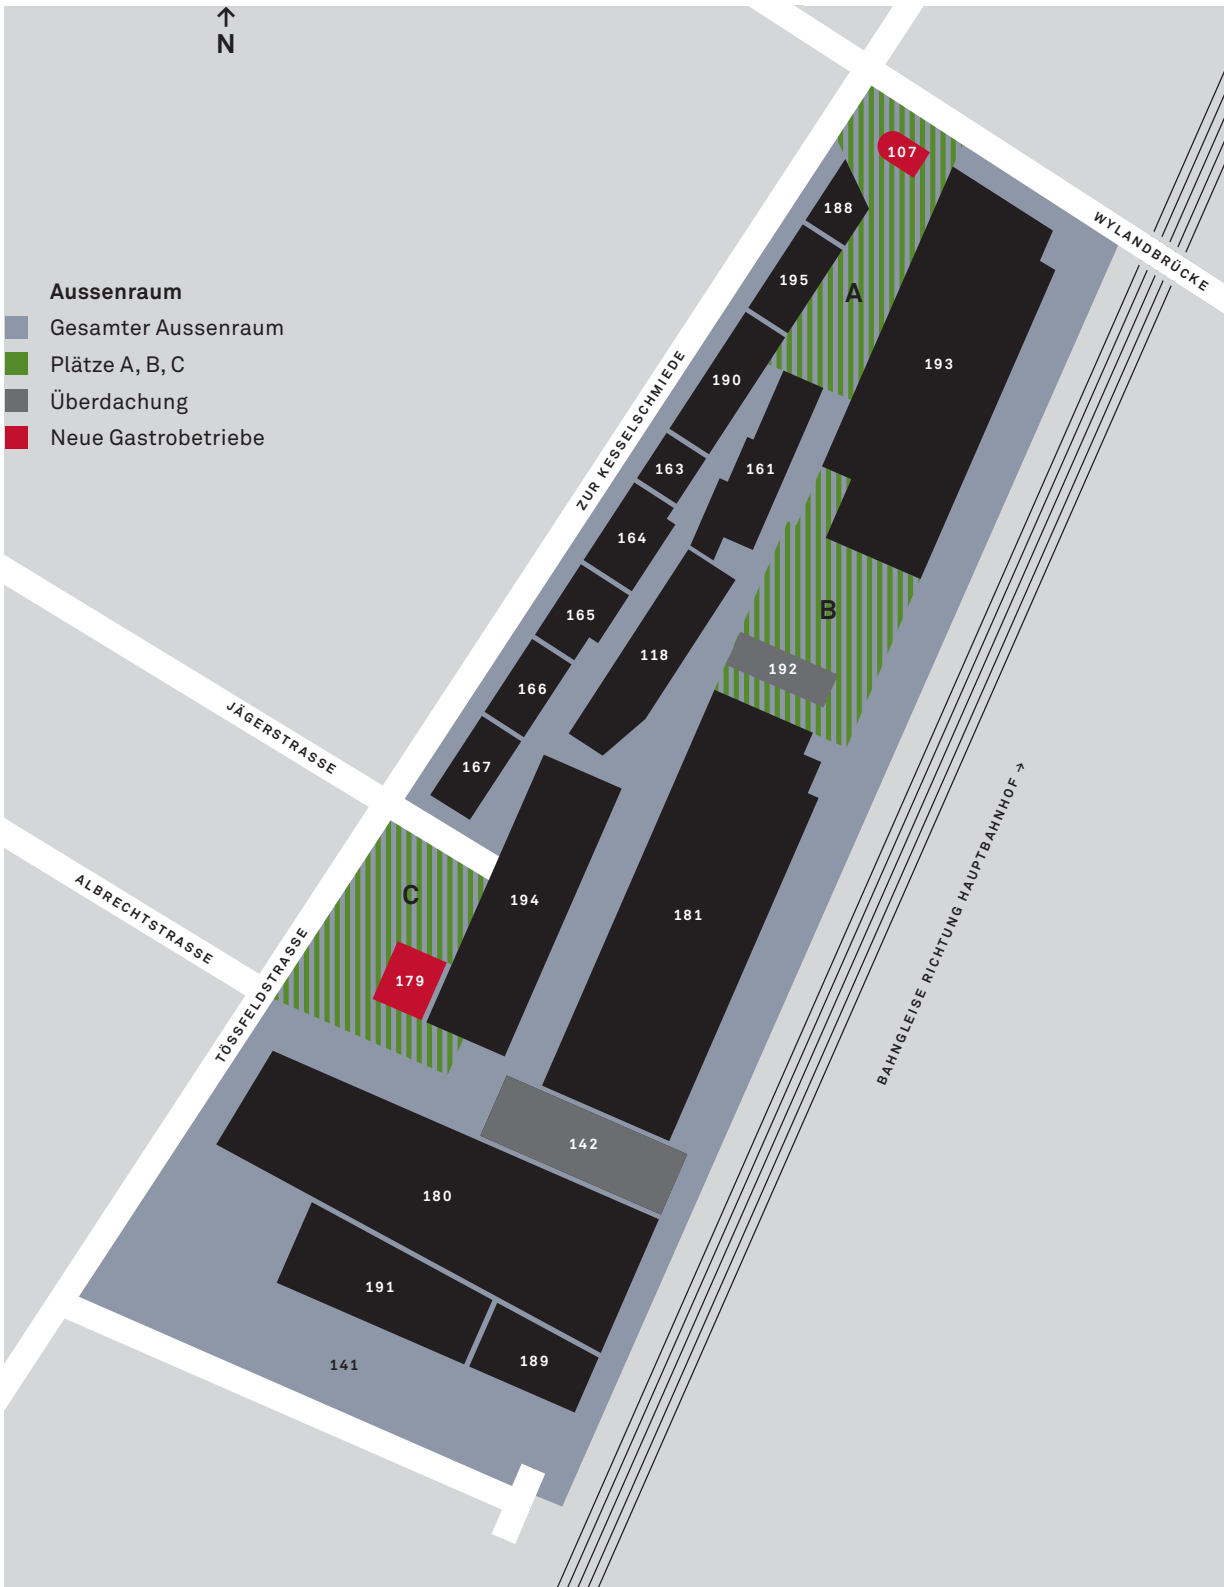 ↑
N
Aussenraum
Gesamter Aussenraum
Plätze A, B, C
Überdachung
Neue Gastrobetriebe
WYLANDBRÜCKE
ZUR KESSELSCHMIEDE
JÄGERSTRASSE
ALBRECHTSTRASSE
TÖSSFELDSTRASSE
BAHNGLEISE RICHTUNG HAUPTBAHNHOF →
107
188
195
A
193
190
163
161
164
165
B
118
192
166
167
C
194
181
179
142
180
191
189
141